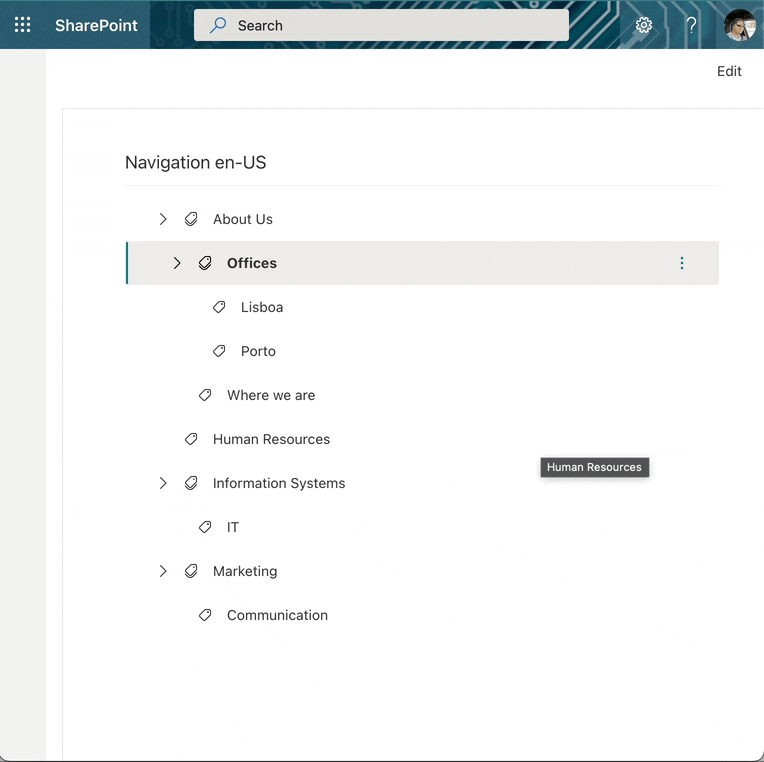 SharePoint
Search
?
Edit
Navigation en-US
About Us
Offices
Lisboa
Porto
Where we are
Human Resources
Human Resources
Information Systems
IT
Marketing
Communication